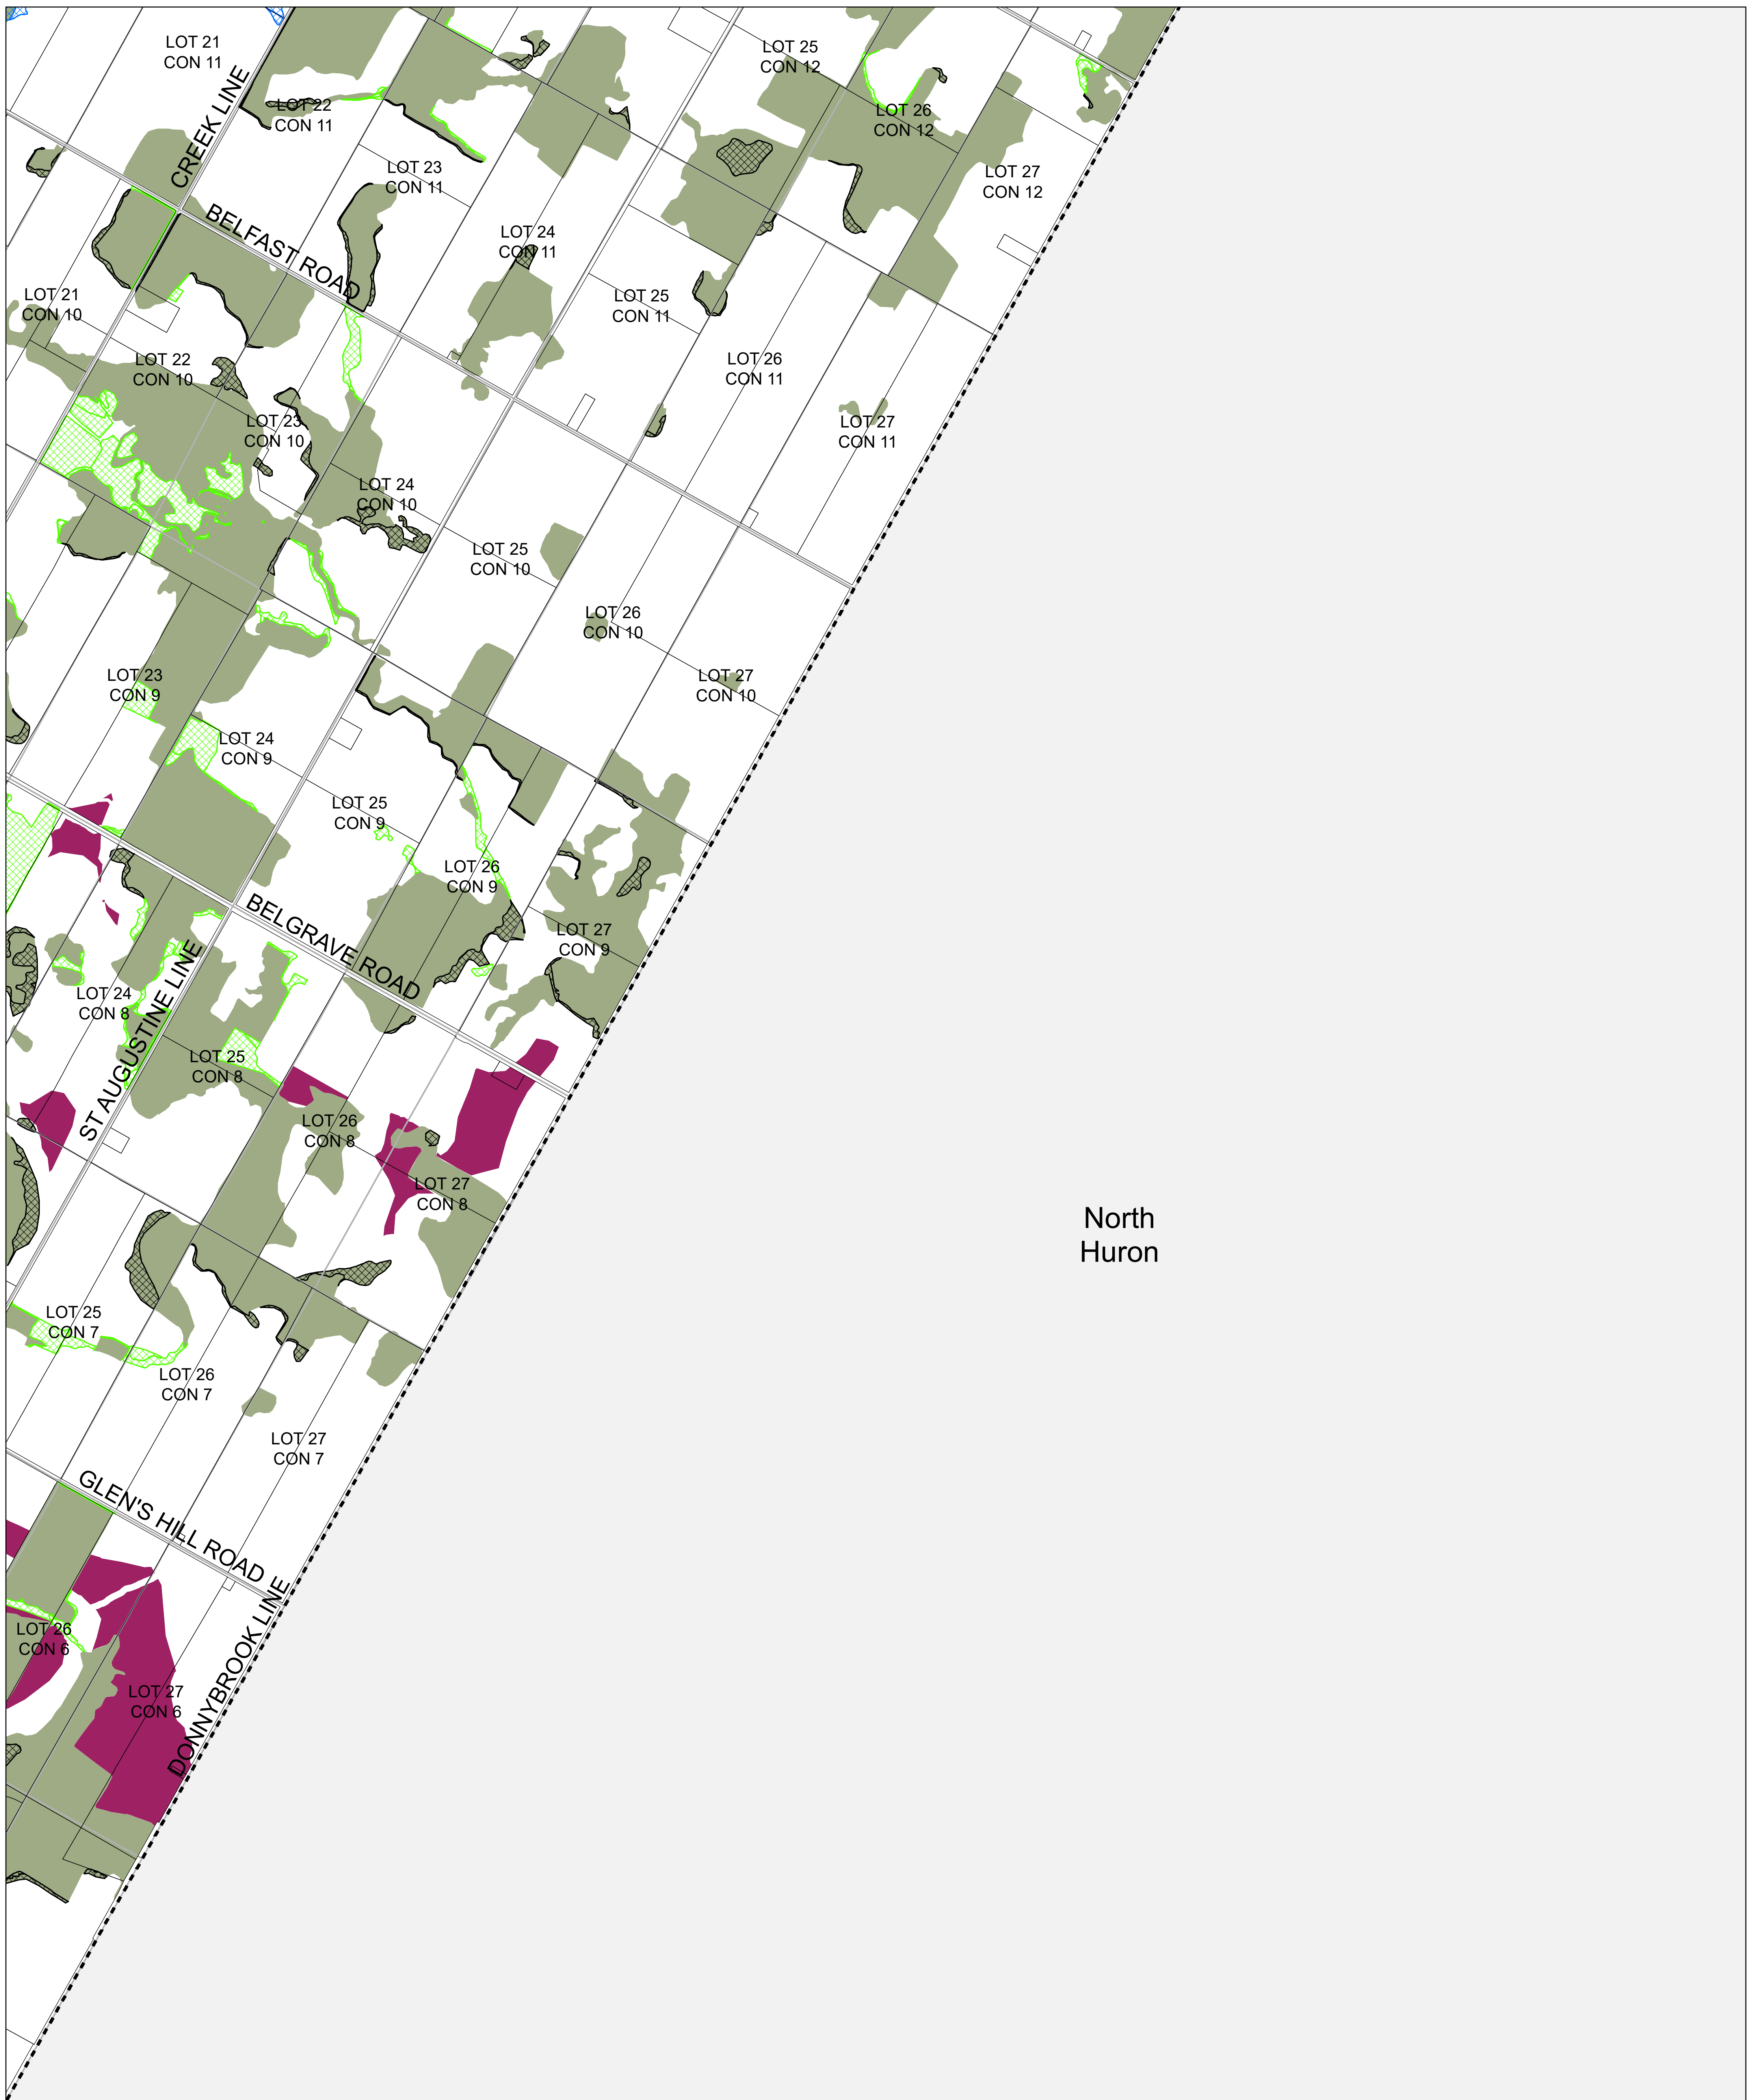 LOT 21
CON 11
LOT 25
CON 12
CREEK LINE
LOT 22
CON 11
LOT 26
CON 12
LOT 23
CON 11
LOT 27
CON 12
BELFAST ROAD
LOT 24
CON 11
LOT 21
CON 10
LOT 25
CON 11
LOT 22
CON 10
LOT 26
CON 11
LOT 23
CON 10
LOT 27
CON 11
LOT 24
CON 10
LOT 25
CON 10
LOT 26
CON 10
LOT 23
CON 9
LOT 27
CON 10
LOT 24
CON 9
LOT 25
CON 9
LOT 26
CON 9
BELGRAVE ROAD
LOT 27
CON 9
LOT 24
CON 8
ST AUGUSTINE LINE
LOT 25
CON 8
LOT 26
CON 8
LOT 27
CON 8
North
Huron
LOT 25
CON 7
LOT 26
CON 7
LOT 27
CON 7
GLEN'S HILL ROAD
LOT 26
CON 6
DONNYBROOK LINE
LOT 27
CON 6